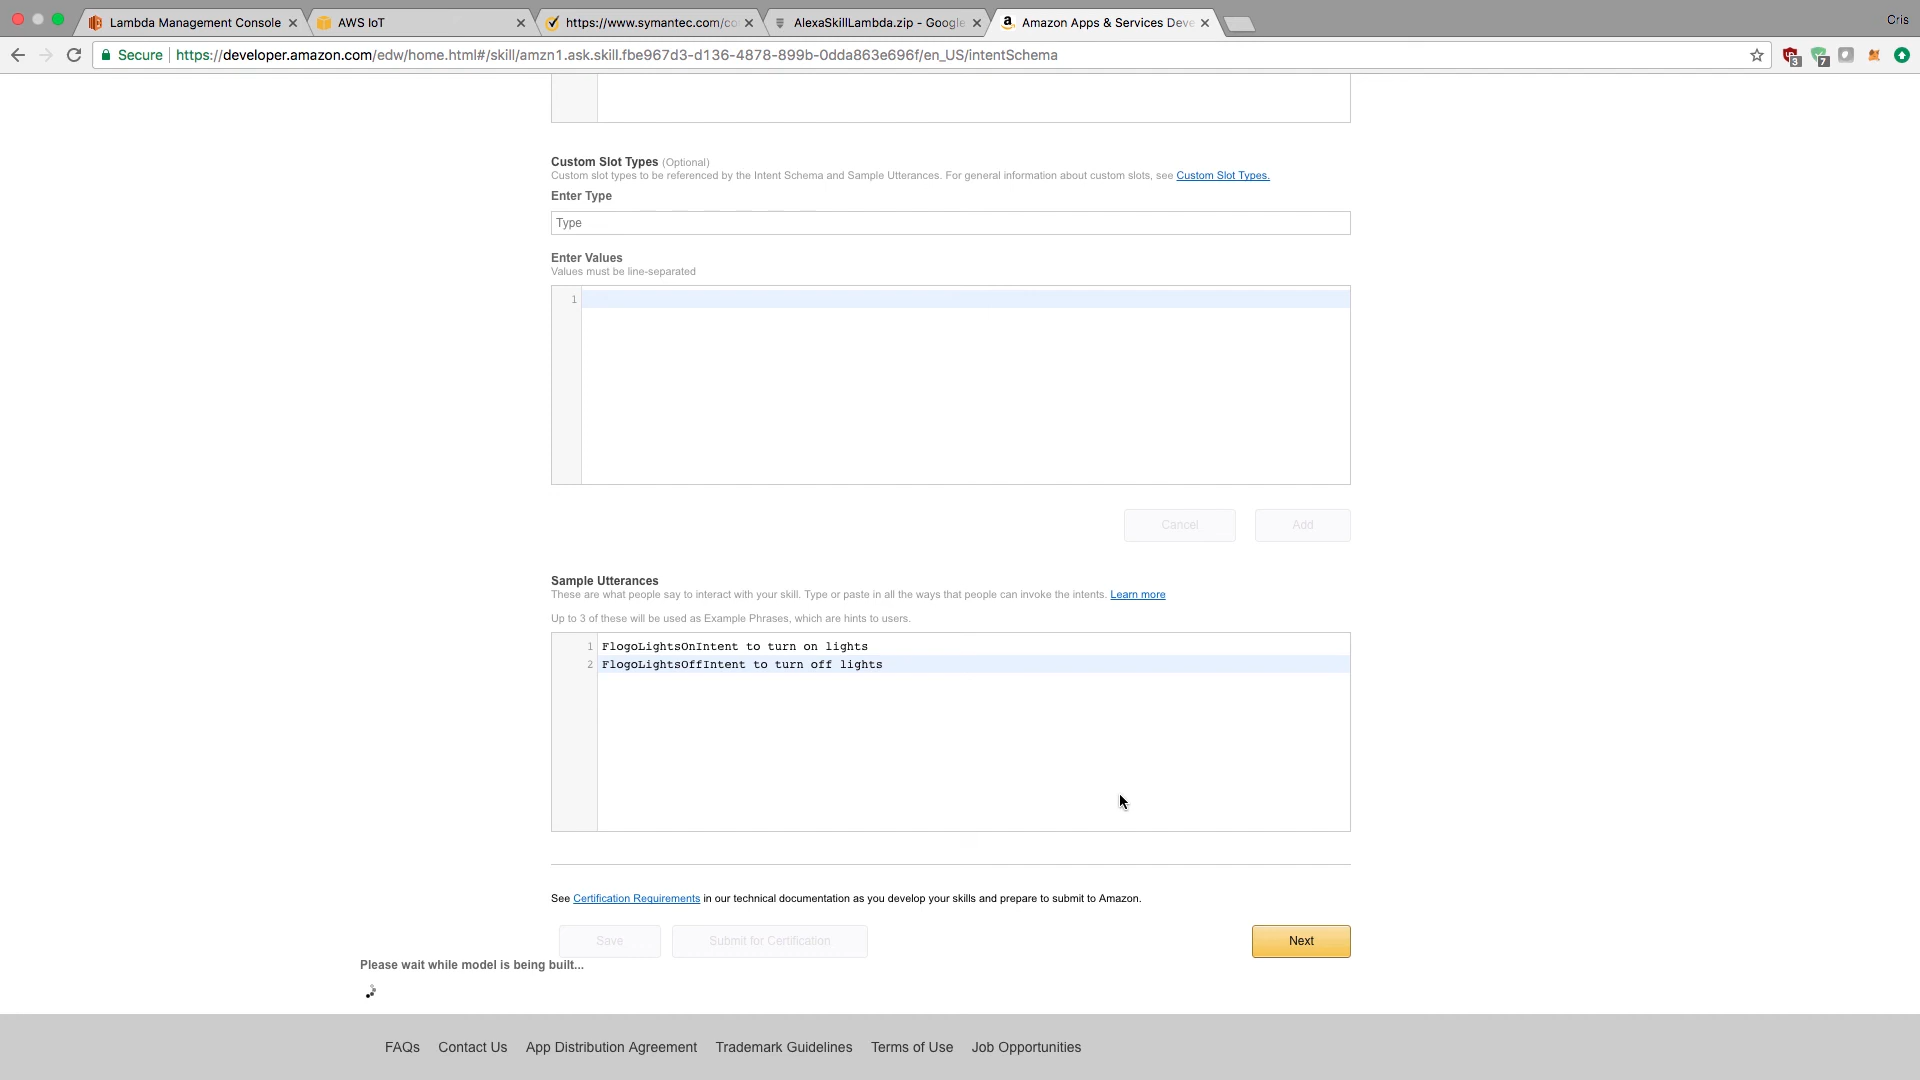 Lambda Management Console
AWS IoT
https://www.symantec.com/co
AlexaSkillLambda.zip - Google
Amazon Apps & Services Deve
Cris
Secure
https://developer.amazon.com/edw/home.html#/skill/amzn1.ask.skill.fbe967d3-d136-4878-899b-0dda863e696f/en_US/intentSchema
3
7
Custom Slot Types (Optional)
Custom slot types to be referenced by the Intent Schema and Sample Utterances. For general information about custom slots, see Custom Slot Types.
Enter Type
Type
Enter Values
Values must be line-separated
1
Cancel
Add
Sample Utterances
These are what people say to interact with your skill. Type or paste in all the ways that people can invoke the intents. Learn more
Up to 3 of these will be used as Example Phrases, which are hints to users.
1 FlogoLightsOnIntent to turn on lights
2 FlogoLightsOffIntent to turn off lights
See Certification Requirements in our technical documentation as you develop your skills and prepare to submit to Amazon.
Save
Submit for Certification
Next
Please wait while model is being built...
FAQs
Contact Us
App Distribution Agreement
Trademark Guidelines
Terms of Use
Job Opportunities